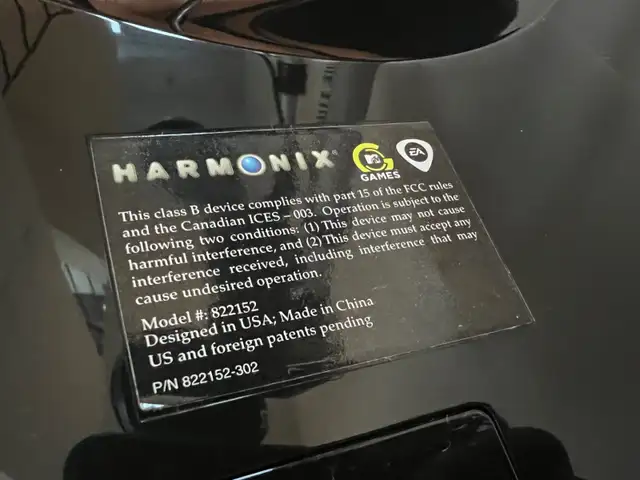 HARMONIX
MTV
GAMES
EA
This class B device complies with part 15 of the FCC rules
and the Canadian ICES – 003. Operation is subject to the
following two conditions: (1) This device may not cause
harmful interference, and (2) This device must accept any
interference received, including interference that may
cause undesired operation.
Model #: 822152
Designed in USA; Made in China
US and foreign patents pending
P/N 822152-302